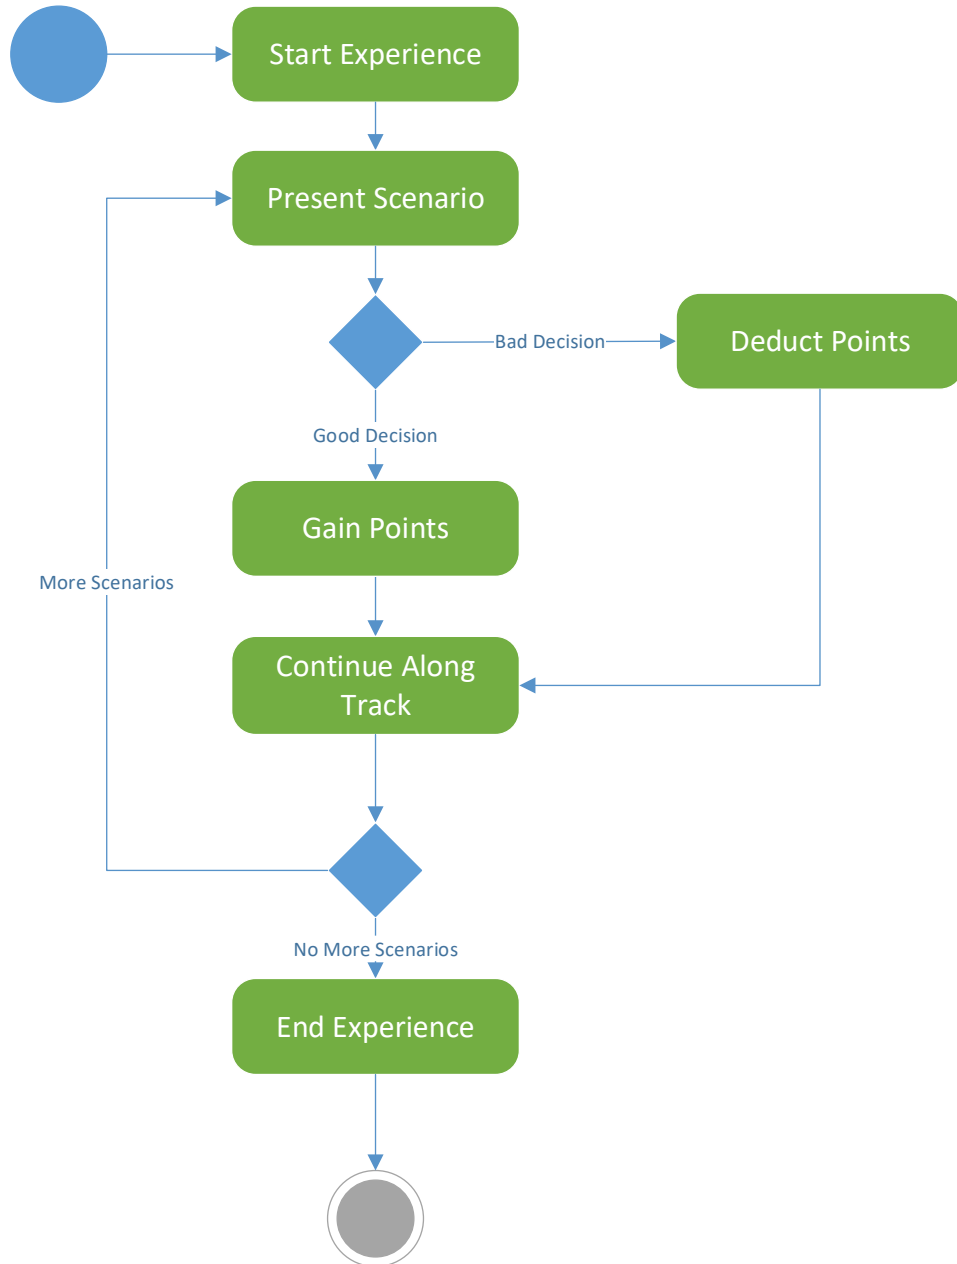 Start Experience
Present Scenario
Bad Decision
Deduct Points
Good Decision
Gain Points
More Scenarios
Continue Along
Track
No More Scenarios
End Experience